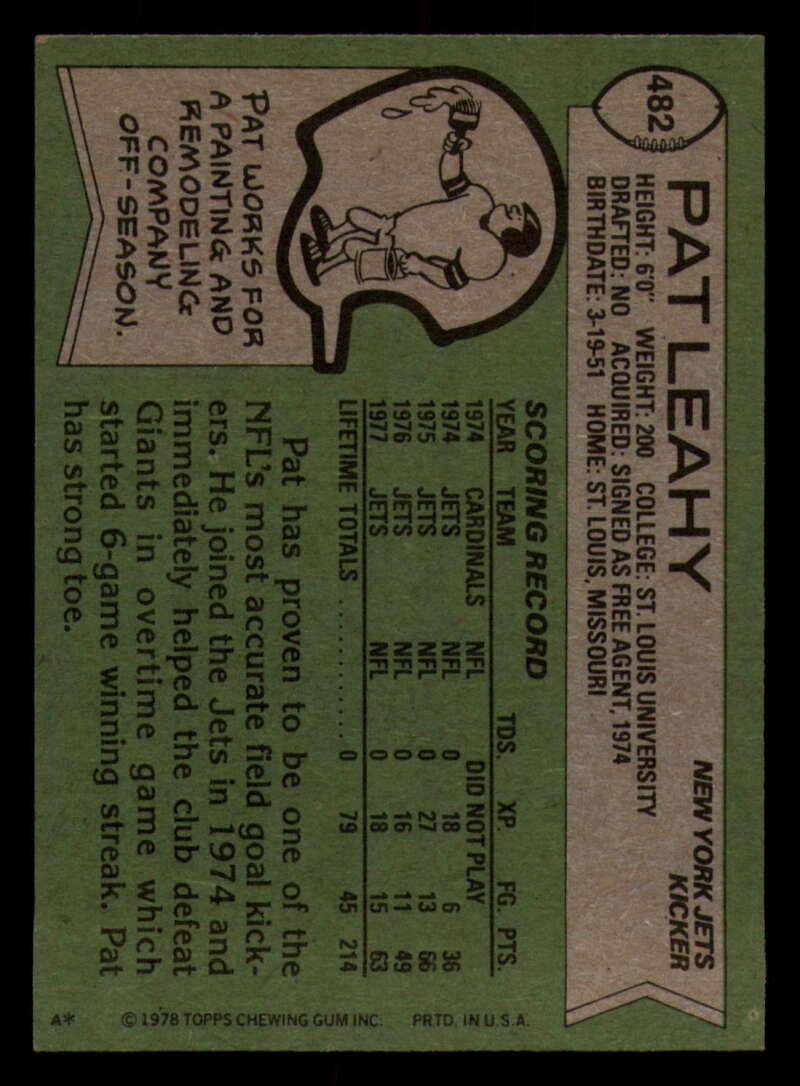 482
PAT LEAHY
NEW YORK JETS
KICKER
HEIGHT: 6'0" WEIGHT: 200 COLLEGE: ST. LOUIS UNIVERSITY
DRAFTED: NO ACQUIRED: SIGNED AS FREE AGENT, 1974
BIRTHDATE: 3-19-51 HOME: ST. LOUIS, MISSOURI
PAT WORKS FOR
A PAINTING AND
REMODELING
COMPANY
OFF-SEASON.
SCORING RECORD
YEAR TEAM TDS. XP. FG. PTS.
1974 CARDINALS NFL DID NOT PLAY
1974 JETS NFL 0 18 6 36
1975 JETS NFL 0 27 13 66
1976 JETS NFL 0 16 11 49
1977 JETS NFL 0 18 15 63
LIFETIME TOTALS .......... 0 79 45 214
Pat has proven to be one of the
NFL's most accurate field goal kick-
ers. He joined the Jets in 1974 and
immediately helped the club defeat
Giants in overtime game which
started 6-game winning streak. Pat
has strong toe.
A* © 1978 TOPPS CHEWING GUM INC. PRTD. IN U.S.A.